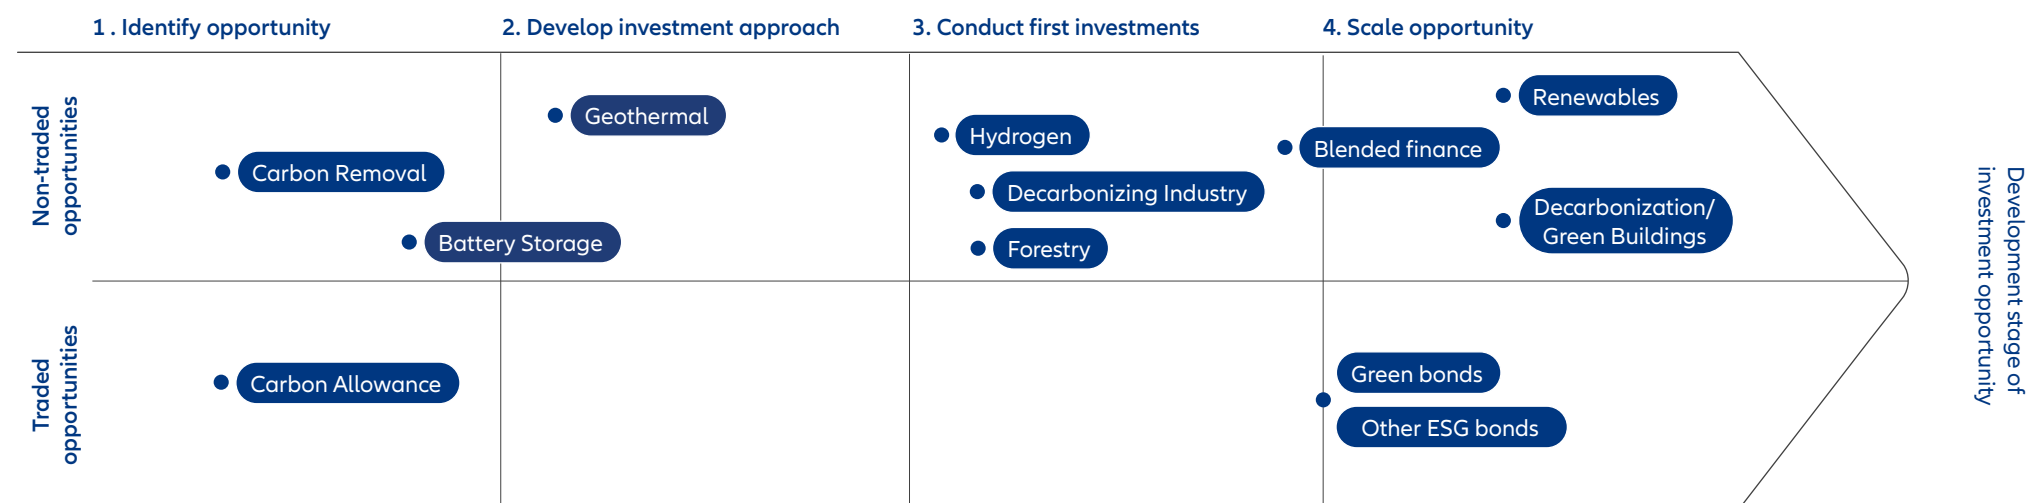 1. Identify opportunity
2. Develop investment approach
3. Conduct first investments
4. Scale opportunity
Non-traded
opportunities
Carbon Removal
Battery Storage
Geothermal
Hydrogen
Decarbonizing Industry
Forestry
Blended finance
Renewables
Decarbonization/
Green Buildings
Traded
opportunities
Carbon Allowance
Green bonds
Other ESG bonds
Development stage of
investment opportunity